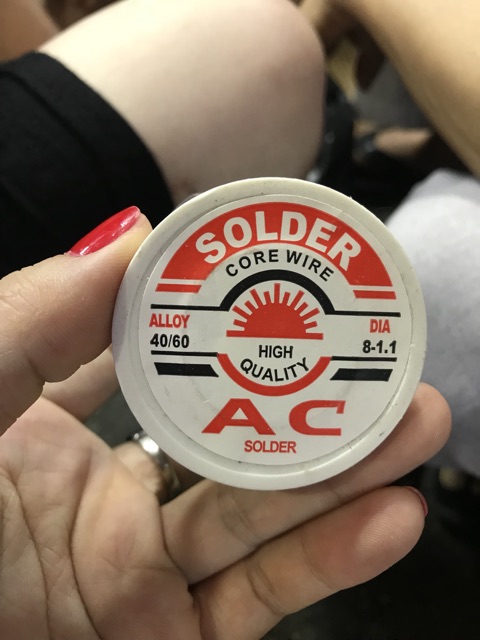 SOLDER
CORE WIRE
ALLOY
40/60
DIA
8-1.1
HIGH
QUALITY
AC
SOLDER